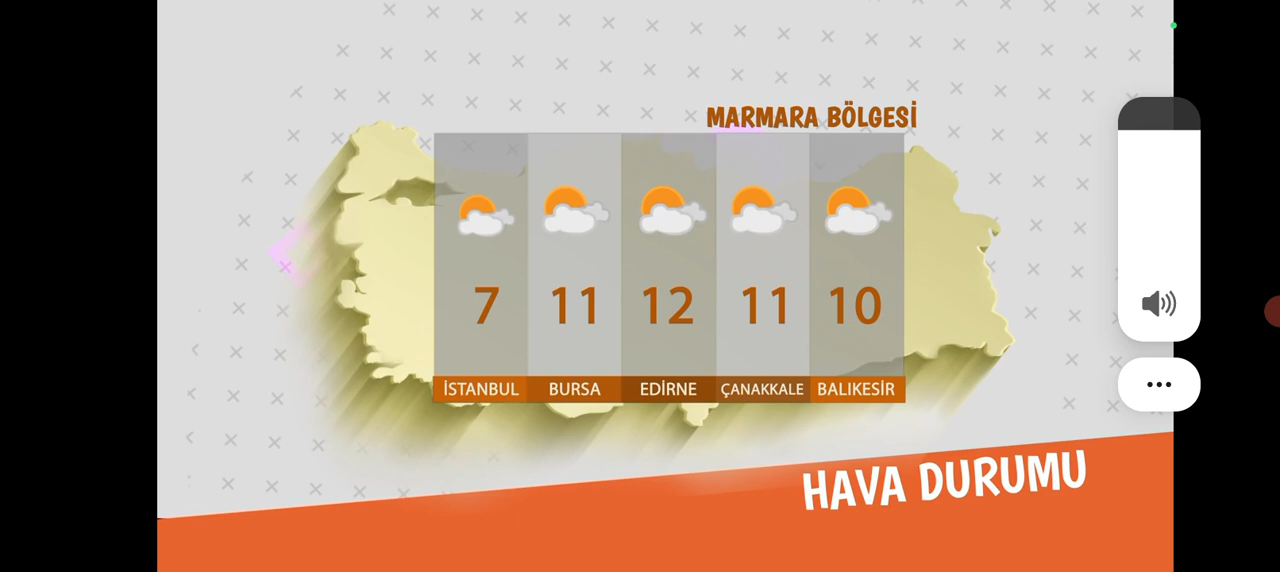 MARMARA BÖLGESİ
7 11 12 11 10
İSTANBUL BURSA EDİRNE ÇANAKKALE BALIKESİR
HAVA DURUMU